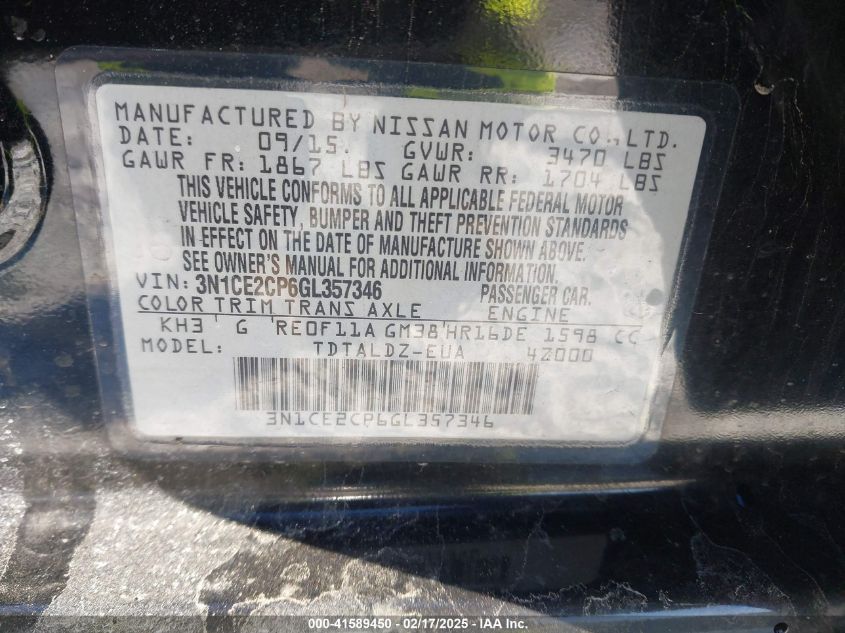 MANUFACTURED BY NISSAN MOTOR CO., LTD.
DATE: 09/15. GVWR: 3470 LBS
GAWR FR: 1867 LBS GAWR RR: 1704 LBS
THIS VEHICLE CONFORMS TO ALL APPLICABLE FEDERAL MOTOR
VEHICLE SAFETY, BUMPER AND THEFT PREVENTION STANDARDS
IN EFFECT ON THE DATE OF MANUFACTURE SHOWN ABOVE.
SEE OWNER'S MANUAL FOR ADDITIONAL INFORMATION.
VIN: 3N1CE2CP6GL357346 PASSENGER CAR.
COLOR TRIM TRANS AXLE ENGINE
KH3 G RE0F11A GM38 HR16DE 1598 CC
MODEL: TDTALDZ-EUA 4Z000
3N1CE2CP6GL357346
000-41589450 - 02/17/2025 - IAA Inc.